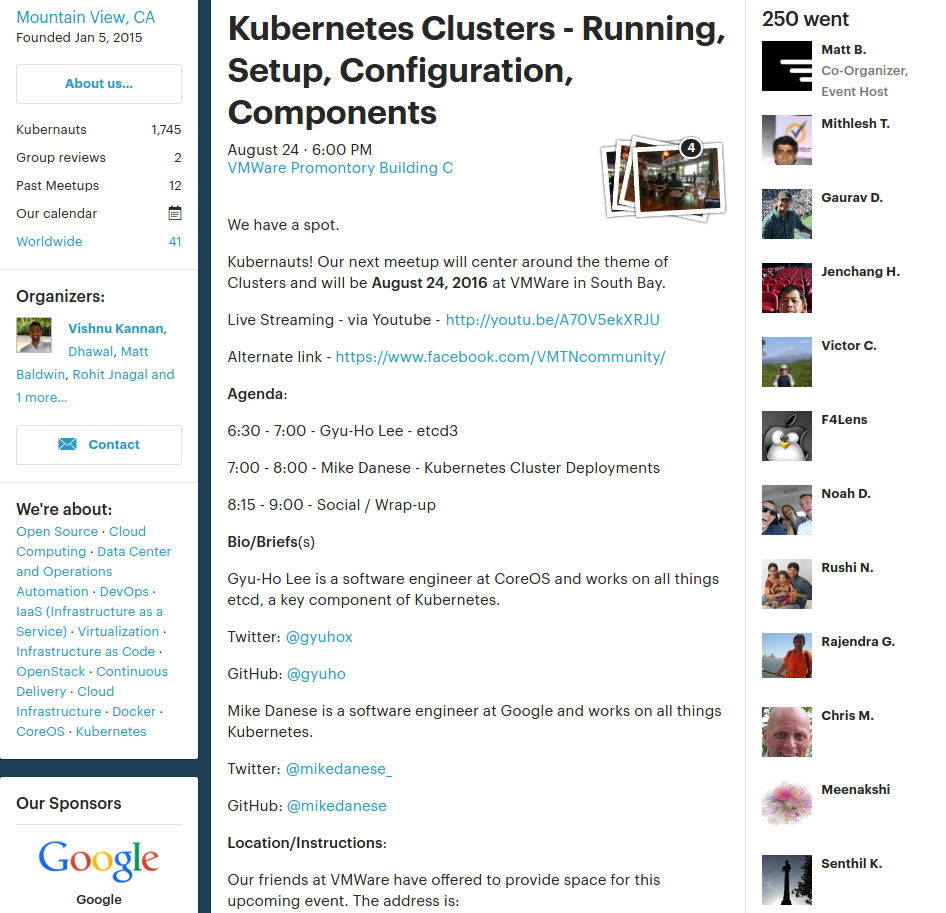 Mountain View, CA
Founded Jan 5, 2015
About us...
Kubernauts 1,745
Group reviews 2
Past Meetups 12
Our calendar
Worldwide 41
Organizers:
Vishnu Kannan,
Dhawal, Matt
Baldwin, Rohit Jnagal and
1 more...
Contact
We're about:
Open Source · Cloud
Computing · Data Center
and Operations
Automation · DevOps ·
IaaS (Infrastructure as a
Service) · Virtualization ·
Infrastructure as Code ·
OpenStack · Continuous
Delivery · Cloud
Infrastructure · Docker ·
CoreOS · Kubernetes
Our Sponsors
Google
Google
Kubernetes Clusters - Running,
Setup, Configuration,
Components
August 24 · 6:00 PM
VMWare Promontory Building C
4
We have a spot.
Kubernauts! Our next meetup will center around the theme of
Clusters and will be August 24, 2016 at VMWare in South Bay.
Live Streaming - via Youtube - http://youtu.be/A70V5ekXRJU
Alternate link - https://www.facebook.com/VMTNcommunity/
Agenda:
6:30 - 7:00 - Gyu-Ho Lee - etcd3
7:00 - 8:00 - Mike Danese - Kubernetes Cluster Deployments
8:15 - 9:00 - Social / Wrap-up
Bio/Briefs(s)
Gyu-Ho Lee is a software engineer at CoreOS and works on all things
etcd, a key component of Kubernetes.
Twitter: @gyuhox
GitHub: @gyuho
Mike Danese is a software engineer at Google and works on all things
Kubernetes.
Twitter: @mikedanese_
GitHub: @mikedanese
Location/Instructions:
Our friends at VMWare have offered to provide space for this
upcoming event. The address is:
250 went
Matt B.
Co-Organizer,
Event Host
Mithlesh T.
Gaurav D.
Jenchang H.
Victor C.
F4Lens
Noah D.
Rushi N.
Rajendra G.
Chris M.
Meenakshi
Senthil K.